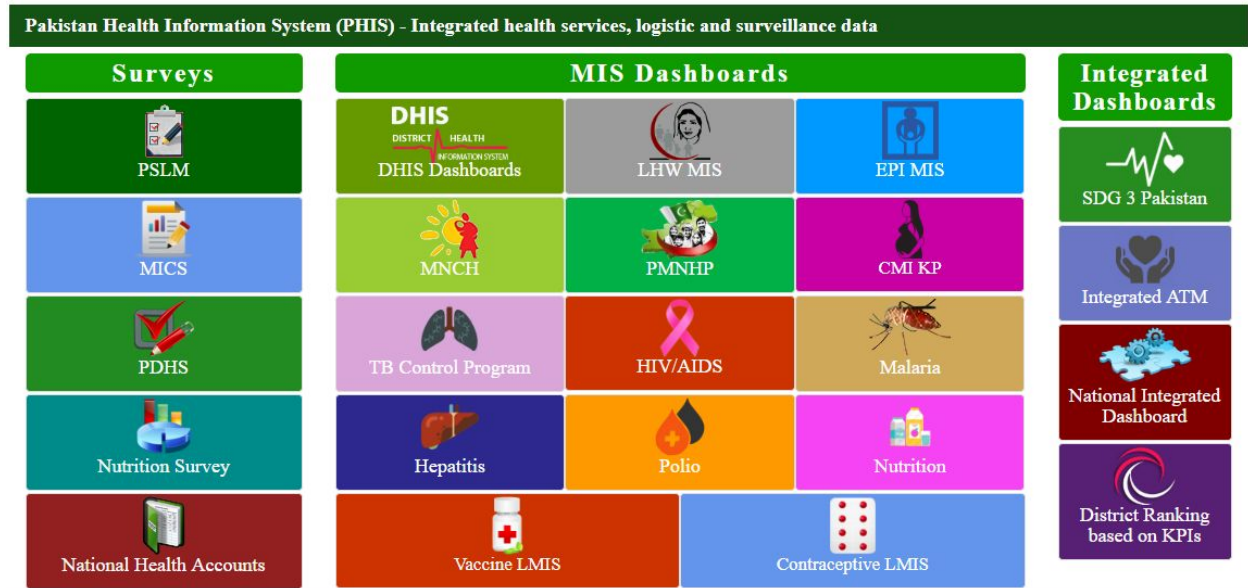 Pakistan Health Information System (PHIS) - Integrated health services, logistic and surveillance data
Surveys
PSLM
MICS
PDHS
Nutrition Survey
National Health Accounts
MIS Dashboards
DHIS
DISTRICT HEALTH
INFORMATION SYSTEM
DHIS Dashboards
LHW MIS
EPI MIS
MNCH
PMNHP
CMI KP
TB Control Program
HIV/AIDS
Malaria
Hepatitis
Polio
Nutrition
Vaccine LMIS
Contraceptive LMIS
Integrated
Dashboards
SDG 3 Pakistan
Integrated ATM
National Integrated
Dashboard
District Ranking
based on KPIs